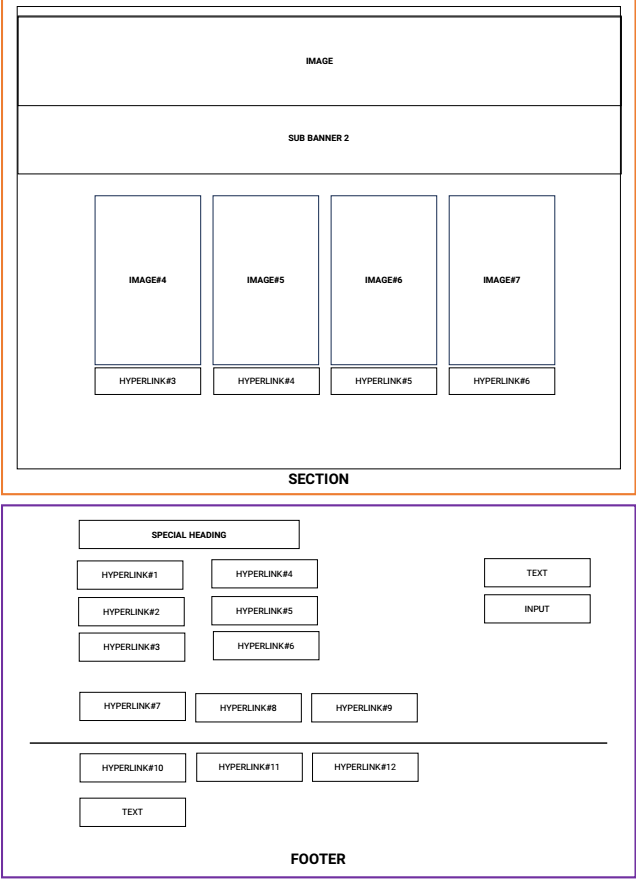 IMAGE
SUB BANNER 2
IMAGE#4 IMAGE#5 IMAGE#6 IMAGE#7
HYPERLINK#3 HYPERLINK#4 HYPERLINK#5 HYPERLINK#6
SECTION
SPECIAL HEADING
HYPERLINK#1 HYPERLINK#4 TEXT
HYPERLINK#2 HYPERLINK#5 INPUT
HYPERLINK#3 HYPERLINK#6
HYPERLINK#7 HYPERLINK#8 HYPERLINK#9
HYPERLINK#10 HYPERLINK#11 HYPERLINK#12
TEXT
FOOTER